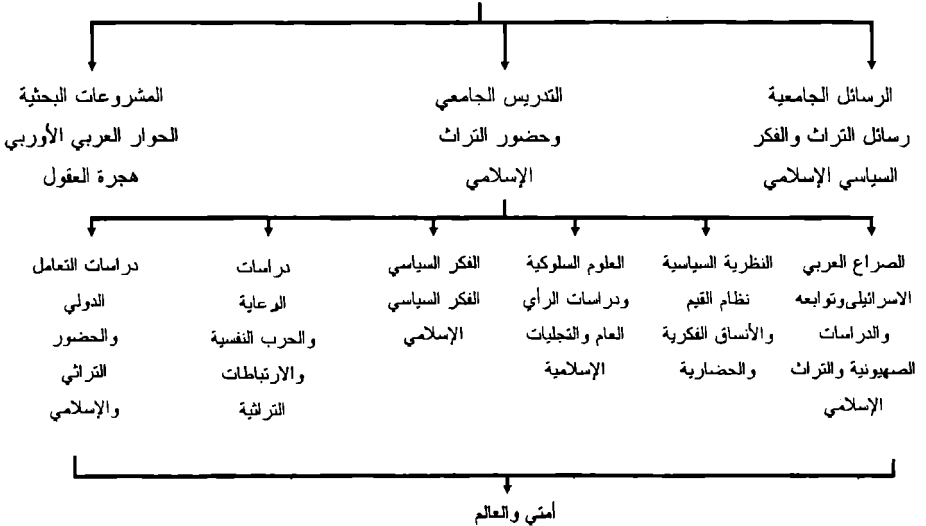 الرسائل الجامعية
رسائل التراث والفكر
السياسي الإسلامي
التدريس الجامعي
وحضور التراث
الإسلامي
المشروعات البحثية
الحوار العربي الأوربي
هجرة العقول
الصراع العربي
الاسرائيلى وتوابعه
والدراسات
الصهيونية والتراث
الإسلامي
النظرية السياسية
نظام القيم
والأنساق الفكرية
والحضارية
العلوم السلوكية
ودراسات الرأي
العام والتجليات
الإسلامية
الفكر السياسي
الفكر السياسي
الإسلامي
دراسات
الدعاية
والحرب النفسية
والارتباطات
التراثية
دراسات التعامل
الدولي
والحضور
التراثي
والإسلامي
أمتي والعالم